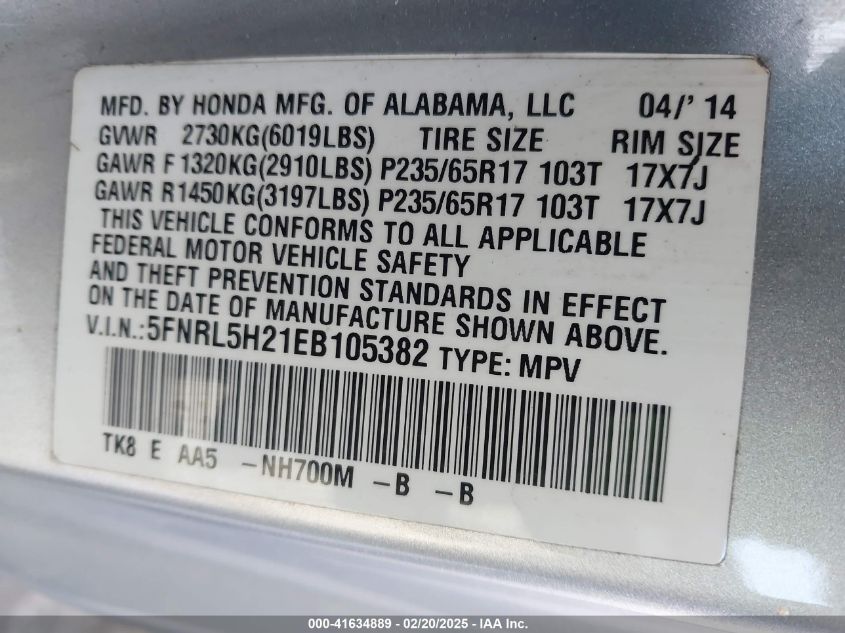 MFD. BY HONDA MFG. OF ALABAMA, LLC 04/' 14
GVWR 2730KG(6019LBS) TIRE SIZE RIM SIZE
GAWR F 1320KG(2910LBS) P235/65R17 103T 17X7J
GAWR R1450KG(3197LBS) P235/65R17 103T 17X7J
THIS VEHICLE CONFORMS TO ALL APPLICABLE
FEDERAL MOTOR VEHICLE SAFETY
AND THEFT PREVENTION STANDARDS IN EFFECT
ON THE DATE OF MANUFACTURE SHOWN ABOVE.
V.I.N.:5FNRL5H21EB105382 TYPE: MPV
TK8 E AA5 -NH700M -B -B
000-41634889 - 02/20/2025 - IAA Inc.